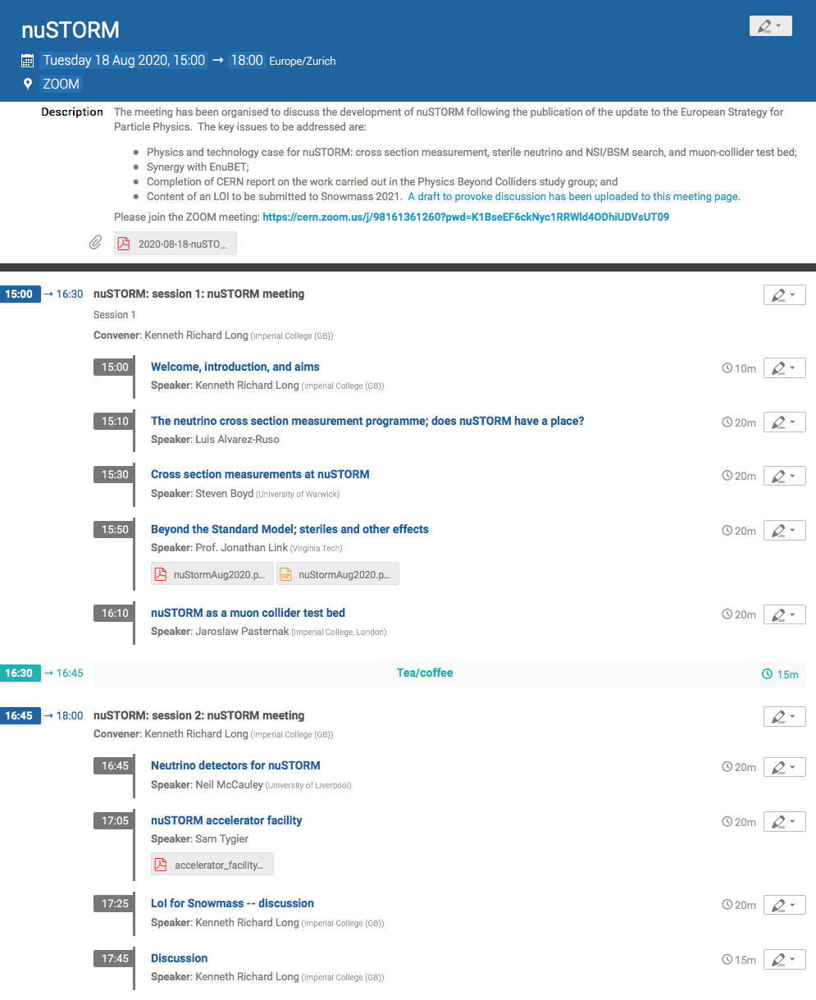 nuSTORM
Tuesday 18 Aug 2020, 15:00 → 18:00 Europe/Zurich
ZOOM
Description The meeting has been organised to discuss the development of nuSTORM following the publication of the update to the European Strategy for
Particle Physics. The key issues to be addressed are:
• Physics and technology case for nuSTORM: cross section measurement, sterile neutrino and NSI/BSM search, and muon-collider test bed;
• Synergy with EnuBET;
• Completion of CERN report on the work carried out in the Physics Beyond Colliders study group; and
• Content of an LOI to be submitted to Snowmass 2021. A draft to provoke discussion has been uploaded to this meeting page.
Please join the ZOOM meeting: https://cern.zoom.us/j/98161361260?pwd=K1BseEF6ckNyc1RRWld4ODhiUDVsUT09
2020-08-18-nuSTO...
15:00 → 16:30 nuSTORM: session 1: nuSTORM meeting
Session 1
Convener: Kenneth Richard Long (Imperial College (GB))
15:00 Welcome, introduction, and aims 10m
Speaker: Kenneth Richard Long (Imperial College (GB))
15:10 The neutrino cross section measurement programme; does nuSTORM have a place? 20m
Speaker: Luis Alvarez-Ruso
15:30 Cross section measurements at nuSTORM 20m
Speaker: Steven Boyd (University of Warwick)
15:50 Beyond the Standard Model; steriles and other effects 20m
Speaker: Prof. Jonathan Link (Virginia Tech)
nuStormAug2020.p... nuStormAug2020.p...
16:10 nuSTORM as a muon collider test bed 20m
Speaker: Jaroslaw Pasternak (Imperial College, London)
16:30 → 16:45 Tea/coffee 15m
16:45 → 18:00 nuSTORM: session 2: nuSTORM meeting
Convener: Kenneth Richard Long (Imperial College (GB))
16:45 Neutrino detectors for nuSTORM 20m
Speaker: Neil McCauley (University of Liverpool)
17:05 nuSTORM accelerator facility 20m
Speaker: Sam Tygier
accelerator_facility...
17:25 LoI for Snowmass -- discussion 20m
Speaker: Kenneth Richard Long (Imperial College (GB))
17:45 Discussion 15m
Speaker: Kenneth Richard Long (Imperial College (GB))